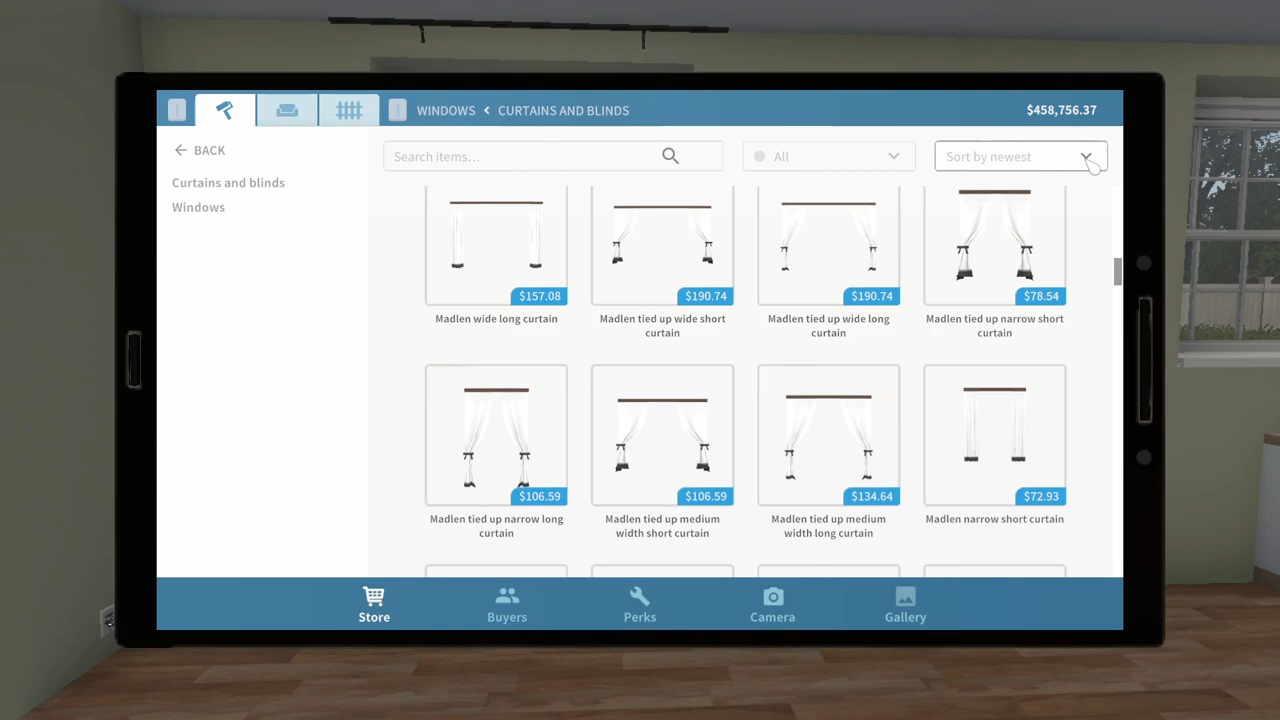 WINDOWS < CURTAINS AND BLINDS
$458,756.37
BACK
Curtains and blinds
Windows
Search items...
All
Sort by newest
$157.08
$190.74
$190.74
$78.54
Madlen wide long curtain
Madlen tied up wide short
curtain
Madlen tied up wide long
curtain
Madlen tied up narrow short
curtain
$106.59
$106.59
$134.64
$72.93
Madlen tied up narrow long
curtain
Madlen tied up medium
width short curtain
Madlen tied up medium
width long curtain
Madlen narrow short curtain
Store
Buyers
Perks
Camera
Gallery